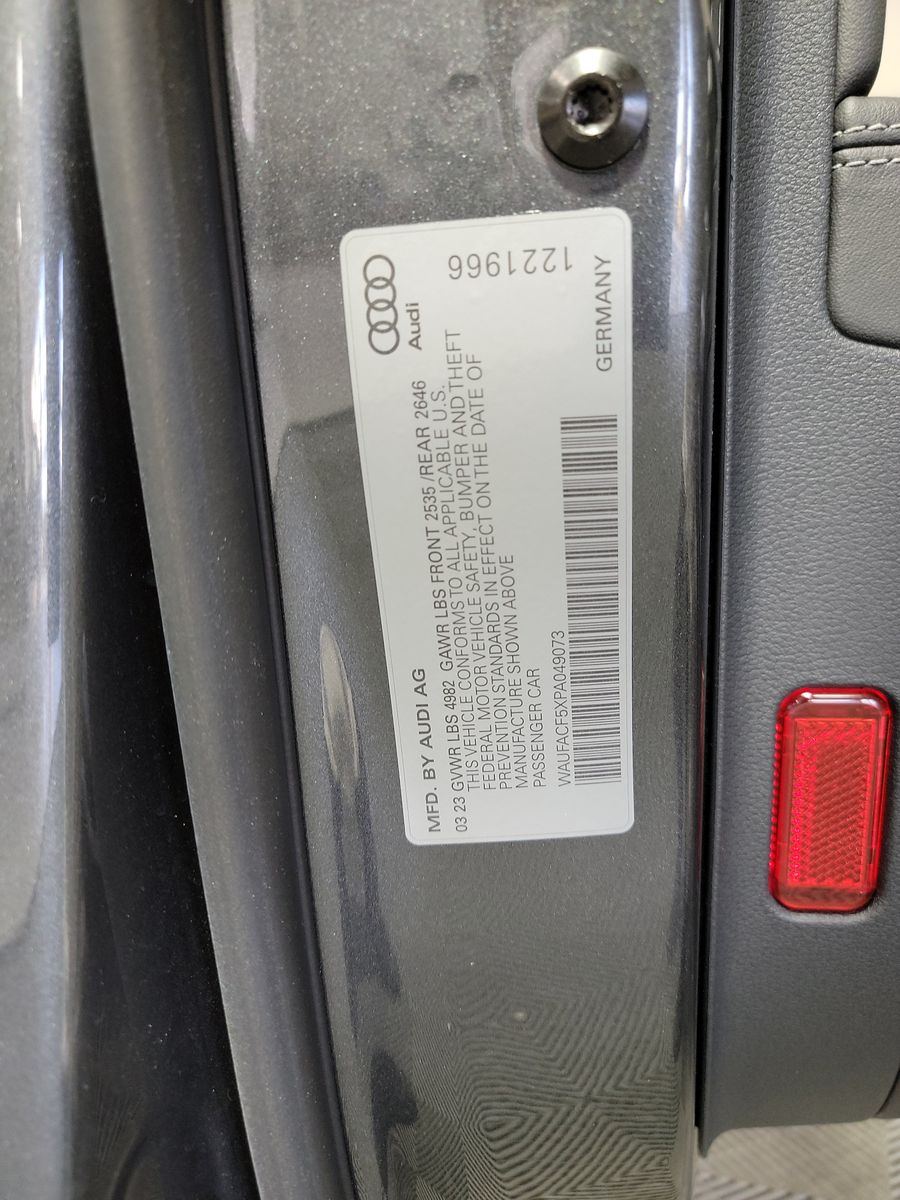 MFD. BY AUDI AG
03 23 GVWR LBS 4982 GAWR LBS FRONT 2535 /REAR 2646
THIS VEHICLE CONFORMS TO ALL APPLICABLE U.S.
FEDERAL MOTOR VEHICLE SAFETY, BUMPER AND THEFT
PREVENTION STANDARDS IN EFFECT ON THE DATE OF
MANUFACTURE SHOWN ABOVE
PASSENGER CAR
WAUFACF5XPA049073
Audi
1221966
GERMANY